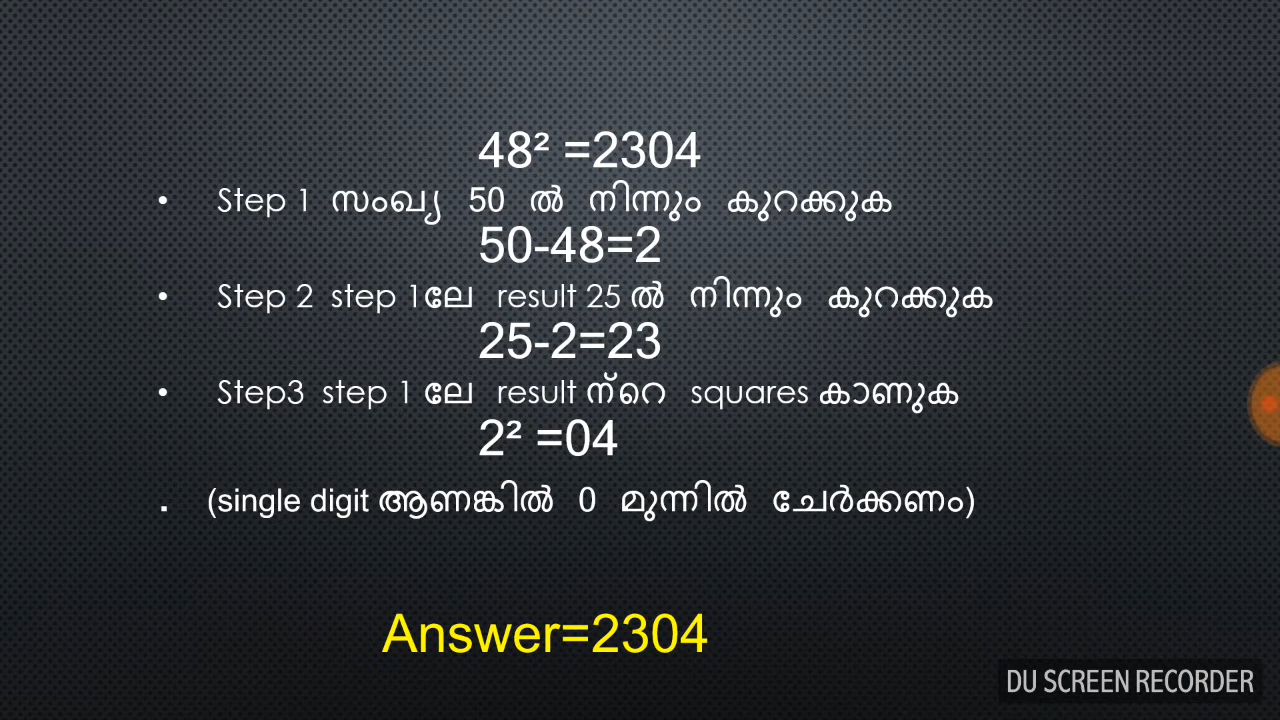 48² =2304
• Step 1 സംഖ്യ 50 ൽ നിന്നും കുറക്കുക
50-48=2
• Step 2 step 1ലേ result 25 ൽ നിന്നും കുറക്കുക
25-2=23
• Step3 step 1 ലേ result ന്റെ squares കാണുക
2² =04
. (single digit ആണങ്കിൽ 0 മുന്നിൽ ചേർക്കണം)
Answer=2304
DU SCREEN RECORDER